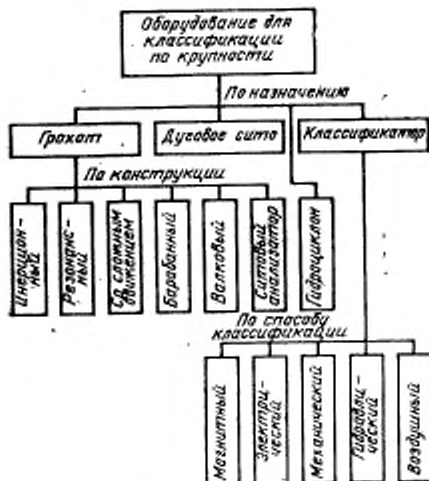 Оборудование для
классификации
по крупности
По назначению
Грохот
Дуговое сито
Классификатор
По конструкции
Инерцион-
ный
Резонанс-
ный
Со сложным
движением
Барабанный
Валковый
Ситовый
анализатор
Гидроциклон
По способу
классификации
Магнитный
Электри-
ческий
Механический
Гидравли-
ческий
Воздушный